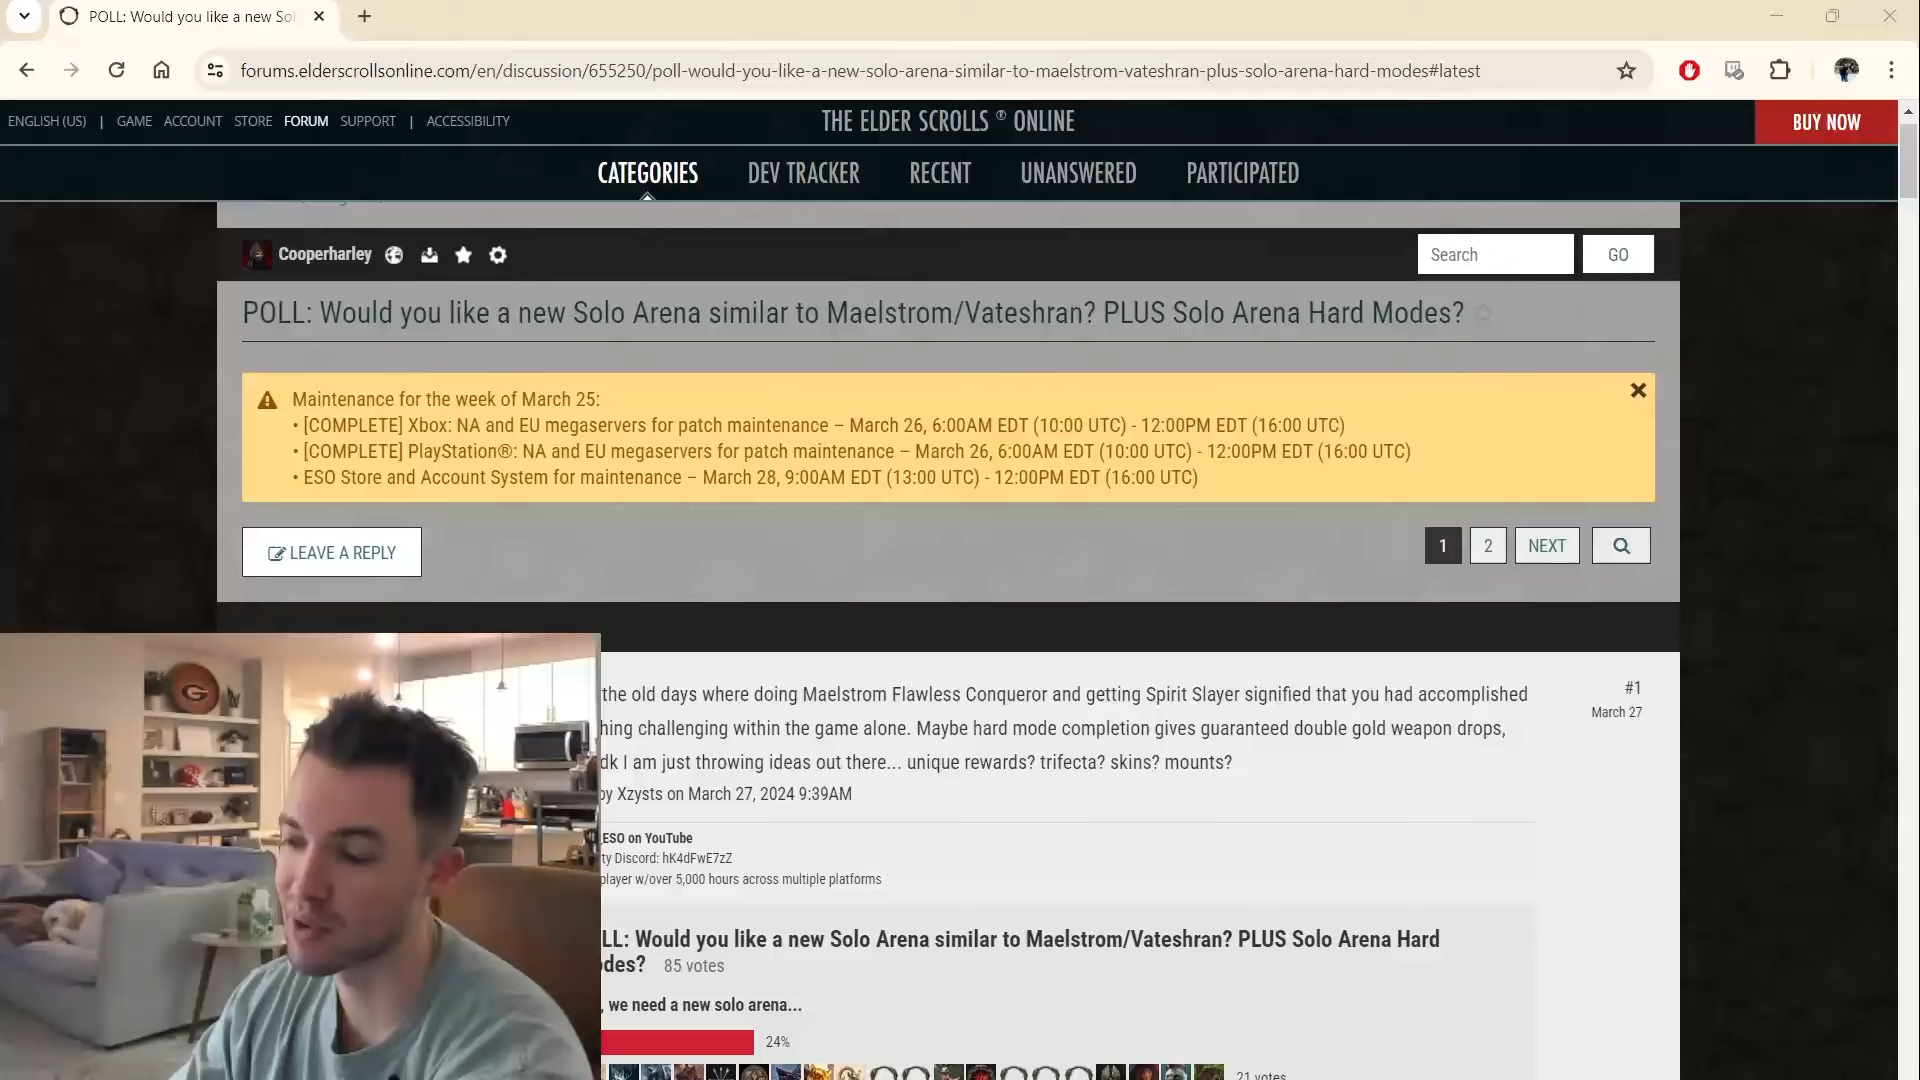 POLL: Would you like a new Sol
forums.elderscrollsonline.com/en/discussion/655250/poll-would-you-like-a-new-solo-arena-similar-to-maelstrom-vateshran-plus-solo-arena-hard-modes#latest
ENGLISH (US) | GAME ACCOUNT STORE FORUM SUPPORT | ACCESSIBILITY
THE ELDER SCROLLS ® ONLINE
BUY NOW
CATEGORIES DEV TRACKER RECENT UNANSWERED PARTICIPATED
Cooperharley
Search GO
POLL: Would you like a new Solo Arena similar to Maelstrom/Vateshran? PLUS Solo Arena Hard Modes?
Maintenance for the week of March 25:
• [COMPLETE] Xbox: NA and EU megaservers for patch maintenance – March 26, 6:00AM EDT (10:00 UTC) - 12:00PM EDT (16:00 UTC)
• [COMPLETE] PlayStation®: NA and EU megaservers for patch maintenance – March 26, 6:00AM EDT (10:00 UTC) - 12:00PM EDT (16:00 UTC)
• ESO Store and Account System for maintenance – March 28, 9:00AM EDT (13:00 UTC) - 12:00PM EDT (16:00 UTC)
LEAVE A REPLY
1 2 NEXT
the old days where doing Maelstrom Flawless Conqueror and getting Spirit Slayer signified that you had accomplished
#1
March 27
hing challenging within the game alone. Maybe hard mode completion gives guaranteed double gold weapon drops,
dk I am just throwing ideas out there... unique rewards? trifecta? skins? mounts?
by Xzysts on March 27, 2024 9:39AM
ESO on YouTube
ty Discord: hK4dFwE7zZ
player w/over 5,000 hours across multiple platforms
LL: Would you like a new Solo Arena similar to Maelstrom/Vateshran? PLUS Solo Arena Hard
odes? 85 votes
, we need a new solo arena...
24%
21 votes